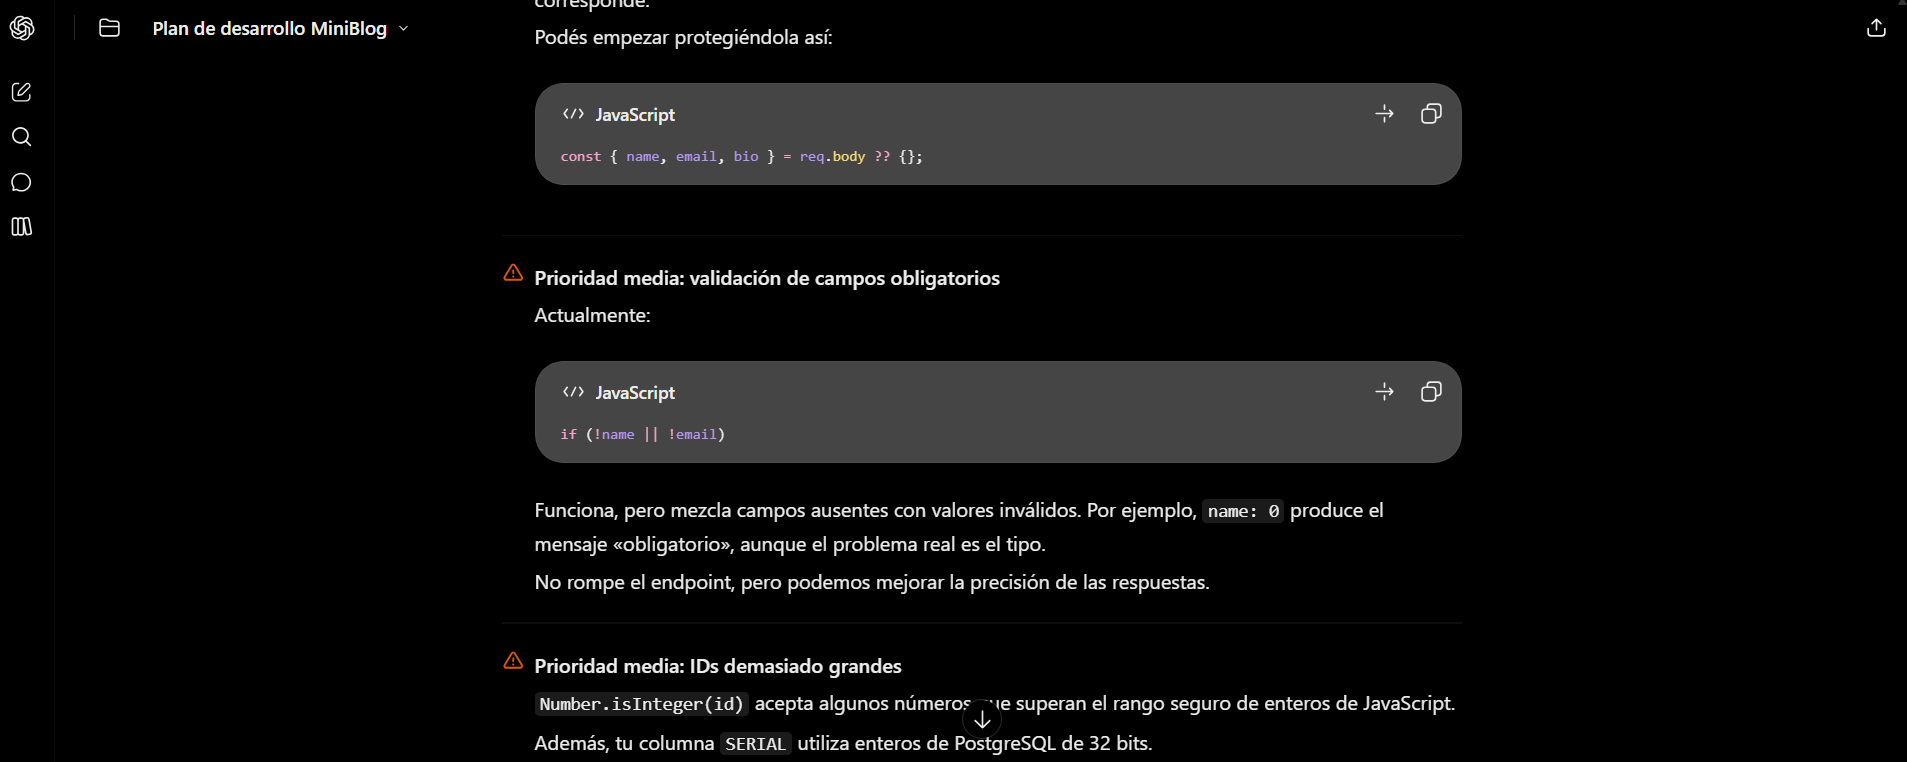 Plan de desarrollo MiniBlog
corresponde.
Podés empezar protegiéndola así:
JavaScript
const { name, email, bio } = req.body ?? {};
Prioridad media: validación de campos obligatorios
Actualmente:
JavaScript
if (!name || !email)
Funciona, pero mezcla campos ausentes con valores inválidos. Por ejemplo, name: 0 produce el
mensaje «obligatorio», aunque el problema real es el tipo.
No rompe el endpoint, pero podemos mejorar la precisión de las respuestas.
Prioridad media: IDs demasiado grandes
Number.isInteger(id) acepta algunos números que superan el rango seguro de enteros de JavaScript.
Además, tu columna SERIAL utiliza enteros de PostgreSQL de 32 bits.